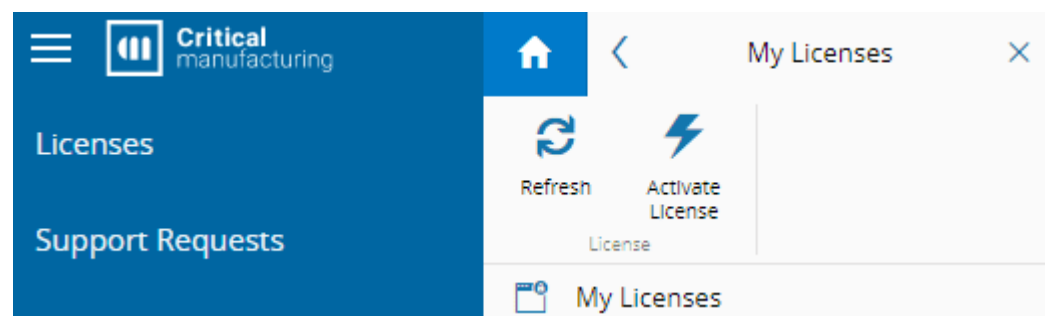 Critical
manufacturing
My Licenses
Licenses
Refresh
Activate
License
License
Support Requests
My Licenses